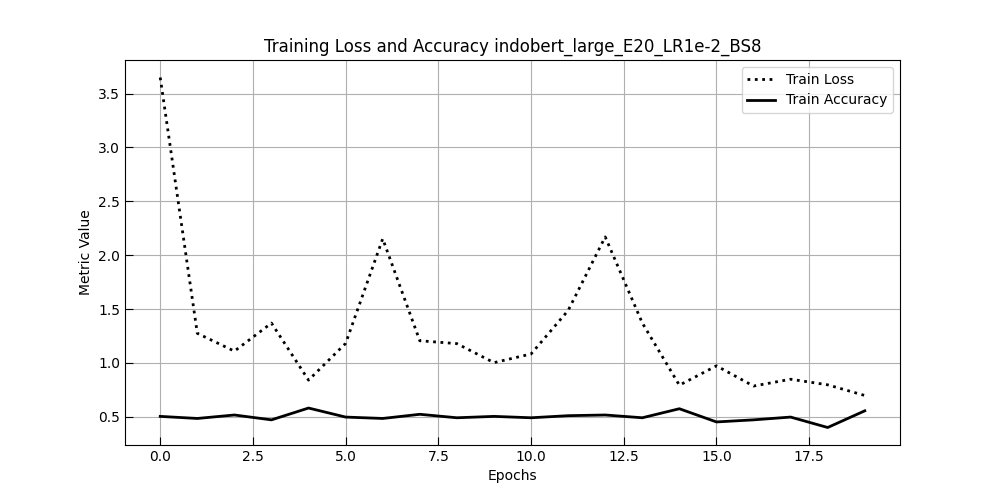 Training Loss and Accuracy indobert_large_E20_LR1e-2_BS8
Train Loss
Train Accuracy
Metric Value
3.5
3.0
2.5
2.0
1.5
1.0
0.5
0.0 2.5 5.0 7.5 10.0 12.5 15.0 17.5
Epochs